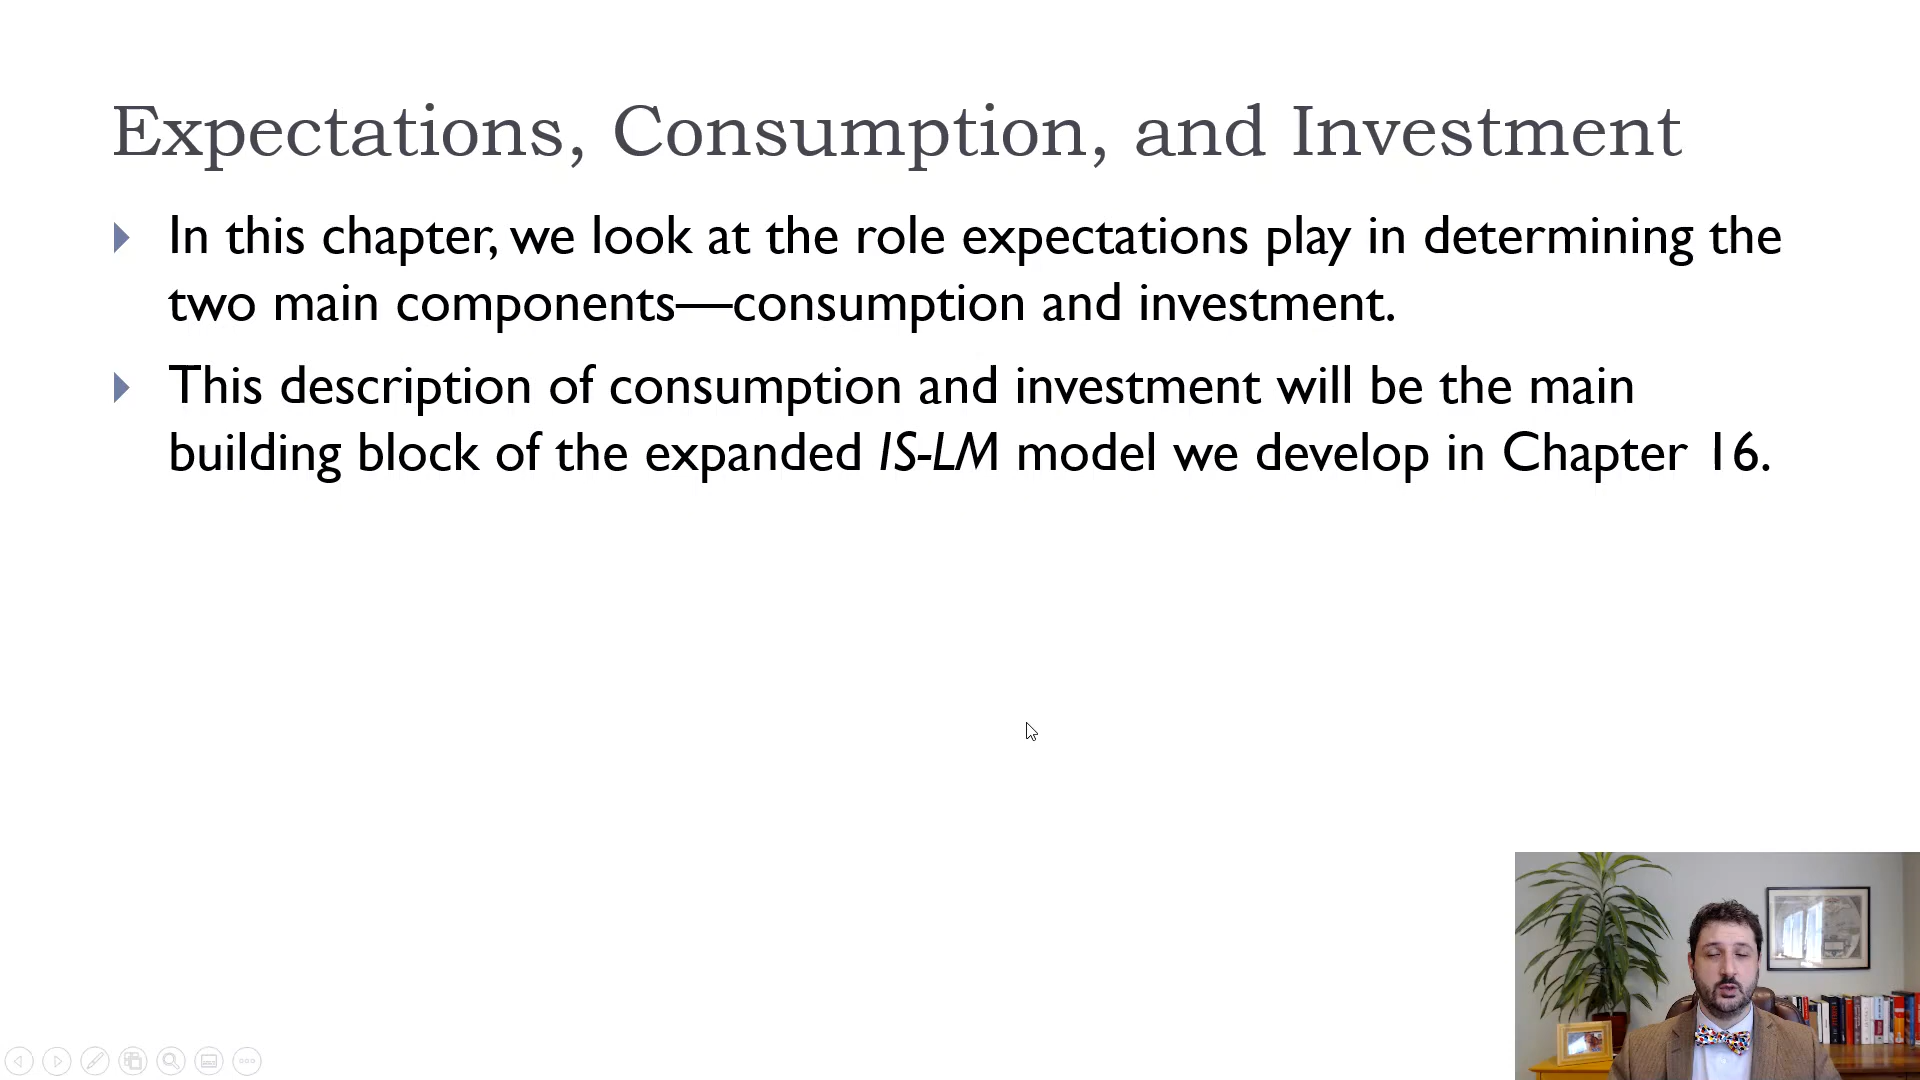 Expectations, Consumption, and Investment
In this chapter, we look at the role expectations play in determining the
two main components—consumption and investment.
This description of consumption and investment will be the main
building block of the expanded IS-LM model we develop in Chapter 16.